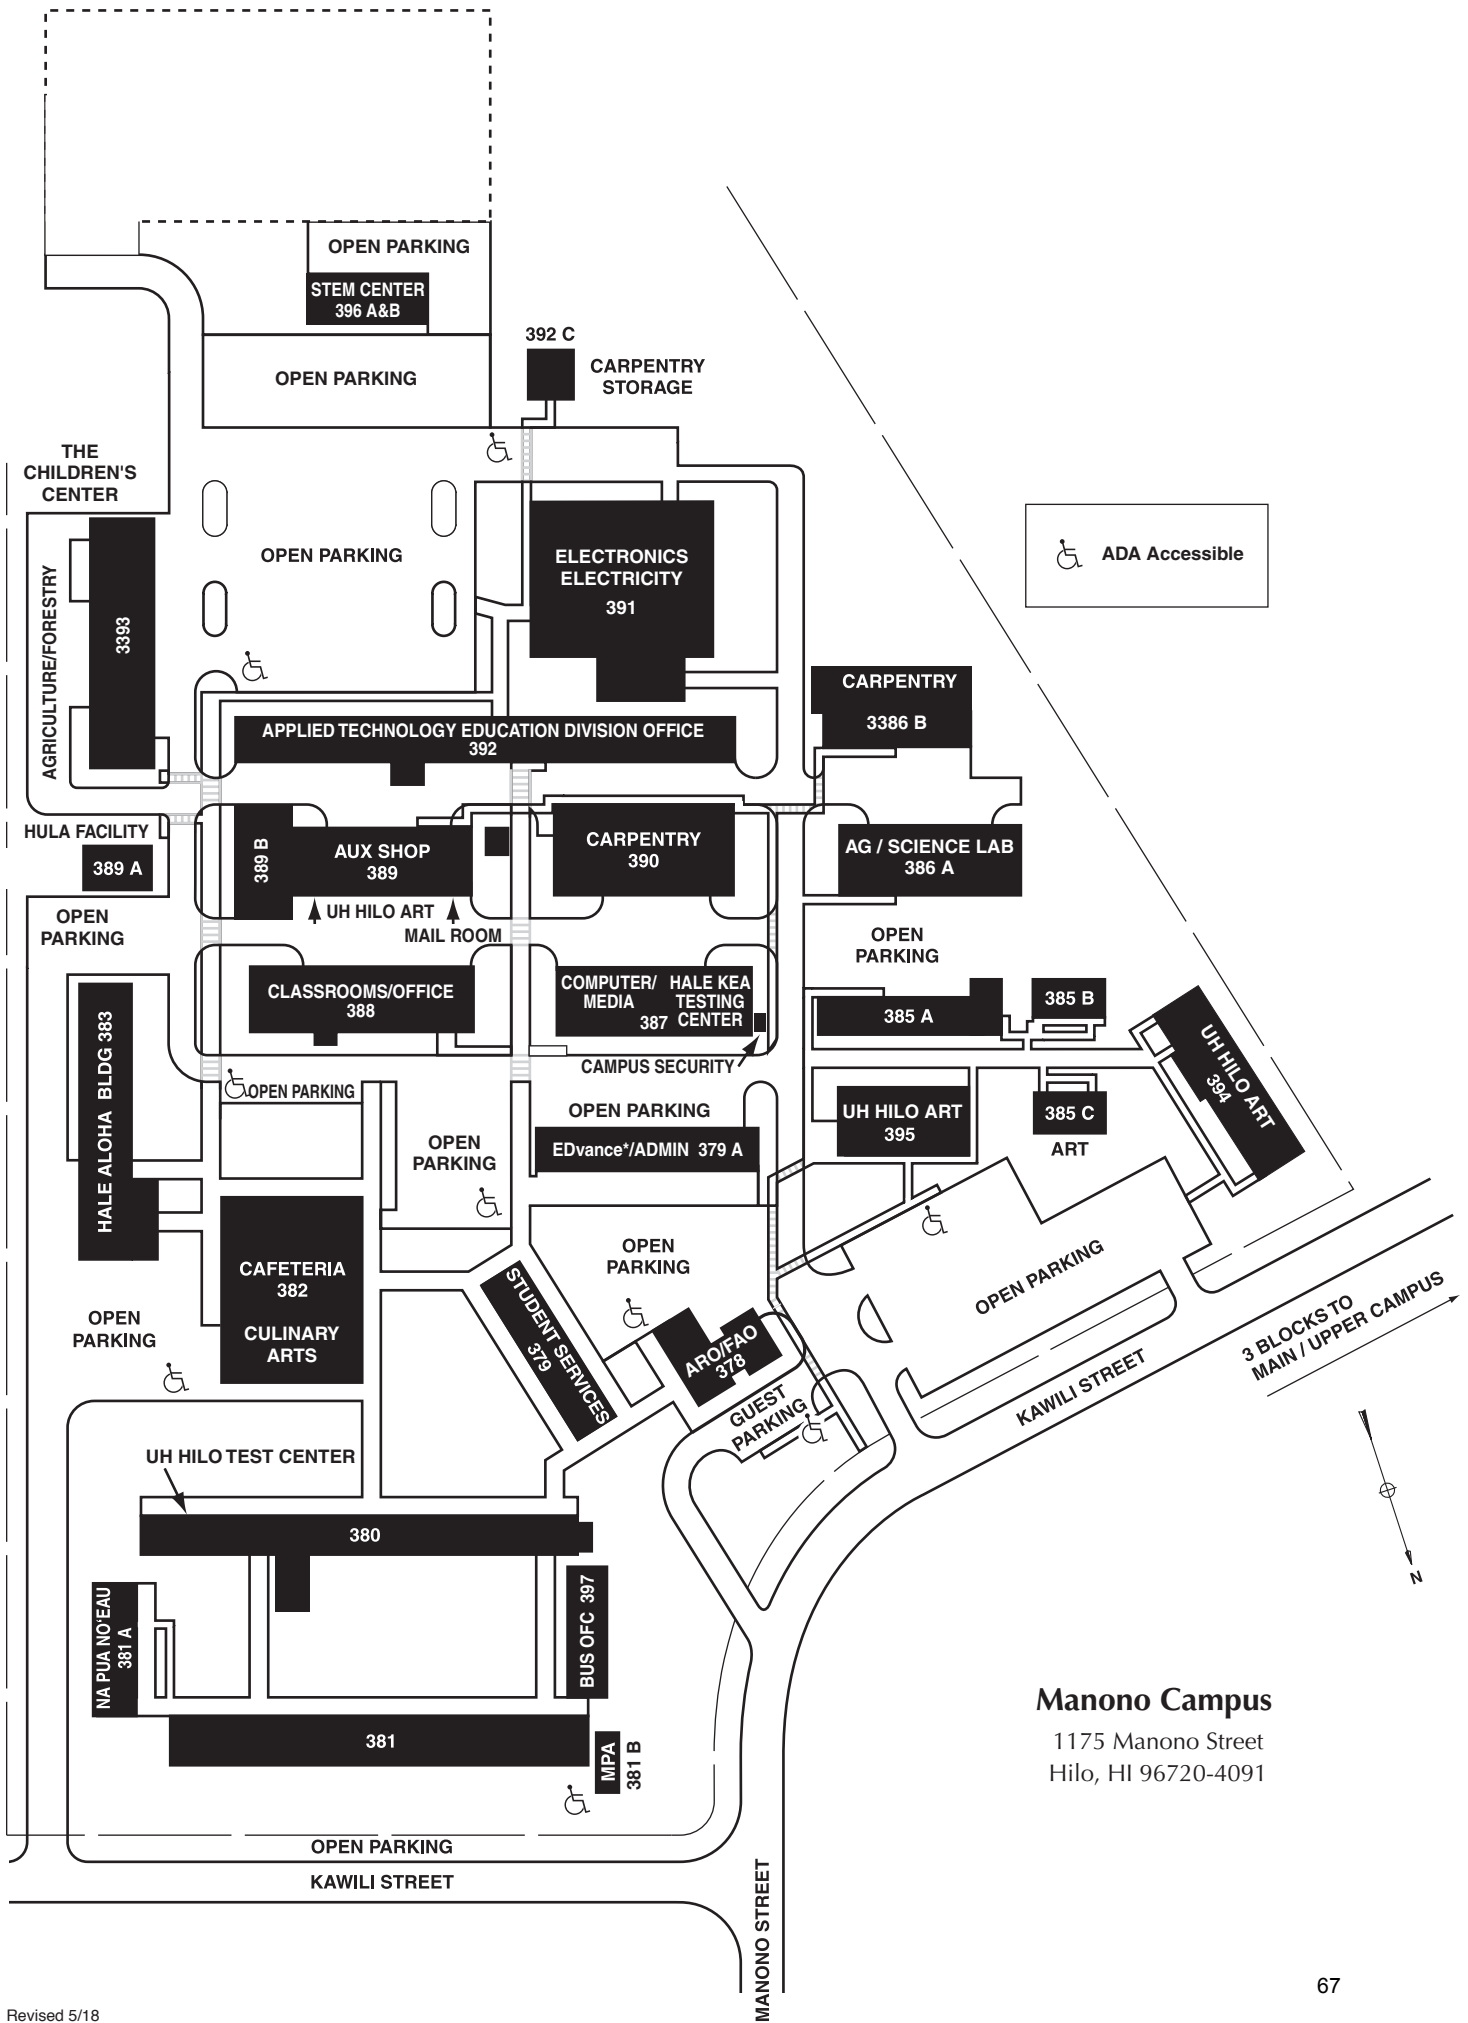 OPEN PARKING
STEM CENTER
396 A&B
392 C
OPEN PARKING
CARPENTRY
STORAGE
THE
CHILDREN'S
CENTER
AGRICULTURE/FORESTRY
3393
OPEN PARKING
ELECTRONICS
ELECTRICITY
391
ADA Accessible
CARPENTRY
3386 B
APPLIED TECHNOLOGY EDUCATION DIVISION OFFICE
392
HULA FACILITY
389 A
389 B
AUX SHOP
389
CARPENTRY
390
AG / SCIENCE LAB
386 A
OPEN
PARKING
UH HILO ART
MAIL ROOM
OPEN
PARKING
CLASSROOMS/OFFICE
388
COMPUTER/
MEDIA
387
HALE KEA
TESTING
CENTER
385 A
385 B
UH HILO ART
394
HALE ALOHA BLDG 383
CAMPUS SECURITY
OPEN PARKING
OPEN PARKING
OPEN
PARKING
EDvance*/ADMIN 379 A
UH HILO ART
395
385 C
ART
CAFETERIA
382
CULINARY
ARTS
OPEN
PARKING
OPEN
PARKING
OPEN PARKING
STUDENT SERVICES
379
ARO/FAO
378
GUEST
PARKING
KAWILI STREET
3 BLOCKS TO
MAIN / UPPER CAMPUS
UH HILO TEST CENTER
380
N
NA PUA NO'EAU
381 A
BUS OFC 397
381
MPA
381 B
Manono Campus
1175 Manono Street
Hilo, HI 96720-4091
OPEN PARKING
KAWILI STREET
MANONO STREET
67
Revised 5/18